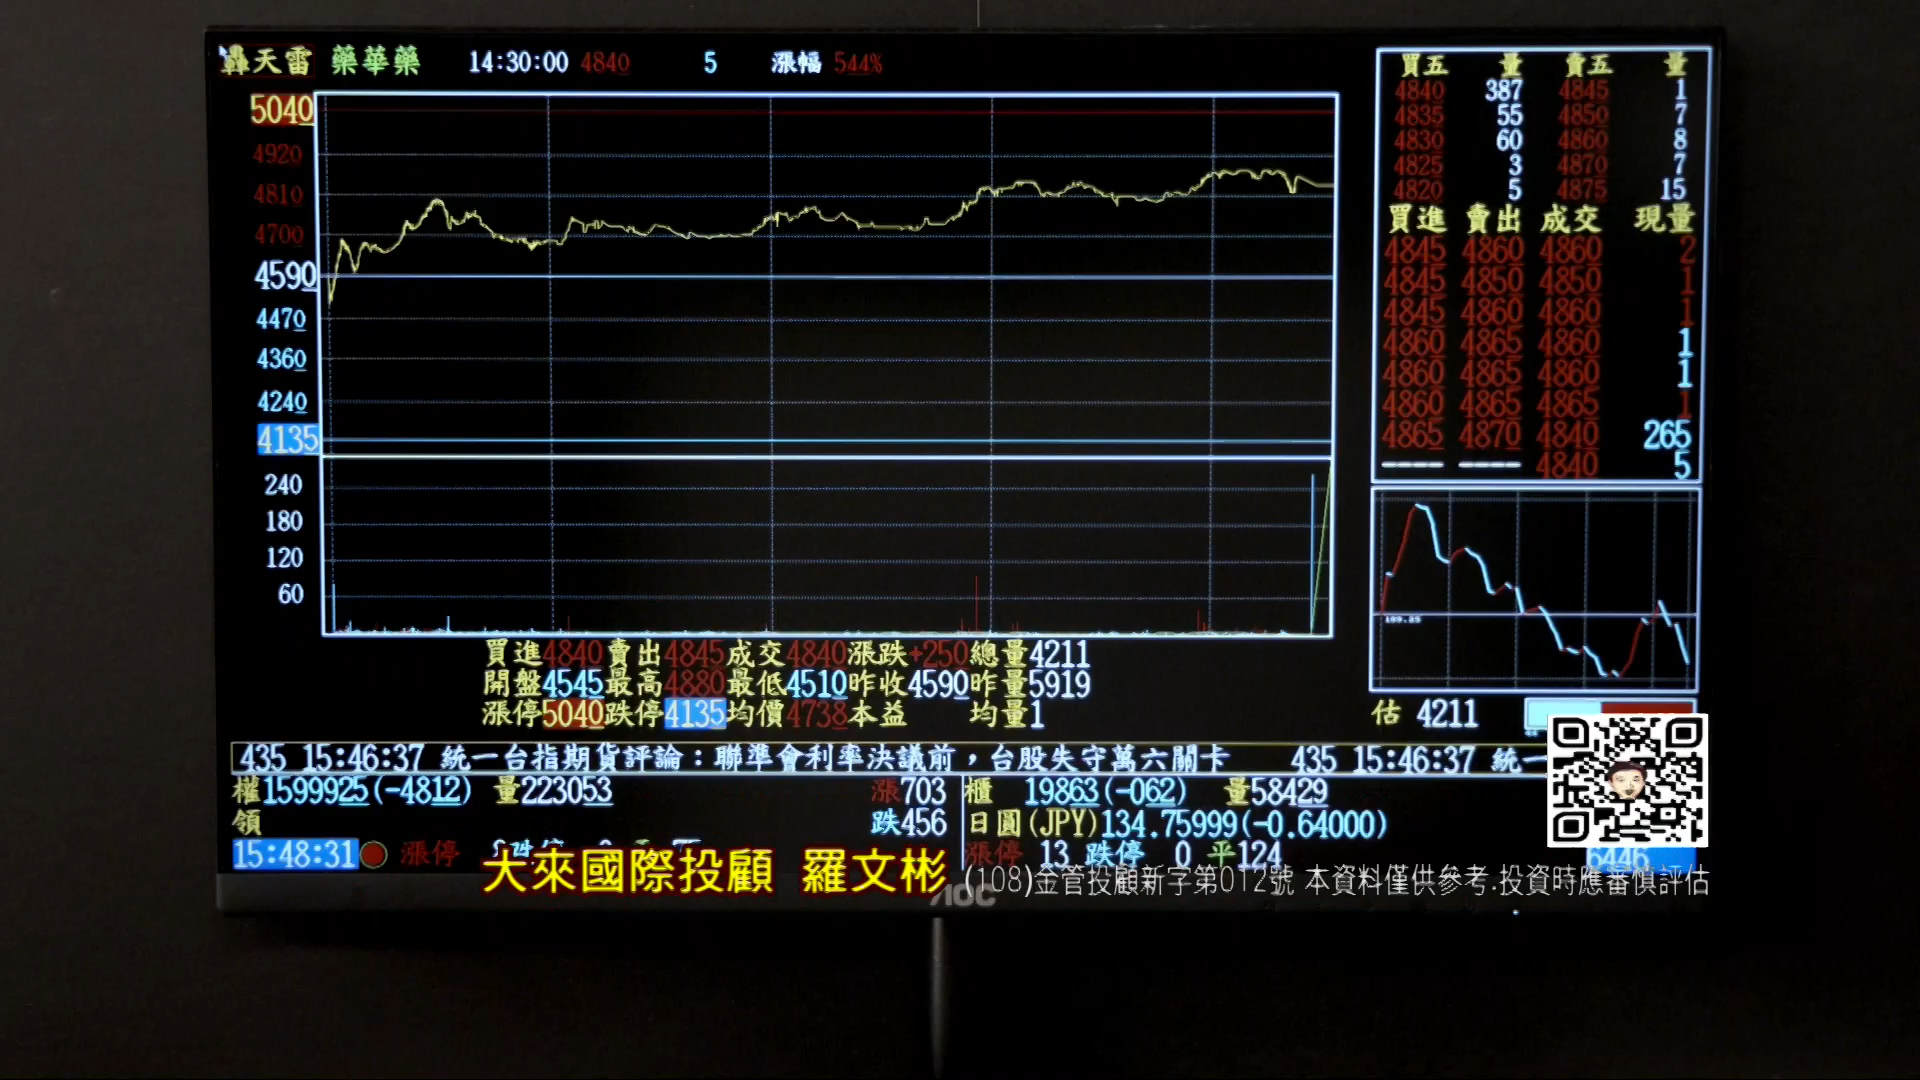 轟天雷 藥華藥 14:30:00 4840 5 漲幅 544%
5040
4920
4810
4700
4590
4470
4360
4240
4135
240
180
120
60
買五 量 賣五 量
4840 387 4845 1
4835 55 4850 7
4830 60 4860 8
4825 3 4870 7
4820 5 4875 15
買進 賣出 成交 現量
4845 4860 4860 2
4845 4850 4850 1
4845 4860 4860 1
4860 4865 4860 1
4860 4865 4860 1
4860 4865 4865 1
4865 4870 4840 265
---- ---- 4840 5
189.25
買進4840賣出4845成交4840漲跌+250總量4211
開盤4545最高4880最低4510昨收4590昨量5919
漲停5040跌停4135均價4738本益 均量1
估 4211
435 15:46:37 統一台指期貨評論：聯準會利率決議前，台股失守萬六關卡 435 15:46:37 統一
權1599925(-4812) 量223053 漲703 櫃 19863(-062) 量58429
領 跌456 日圓(JPY)134.75999(-0.64000)
15:48:31 漲停 漲停 13 跌停 0 平124 6446
大來國際投顧 羅文彬 (108)金管投顧新字第012號 本資料僅供參考.投資時應審慎評估
AOC